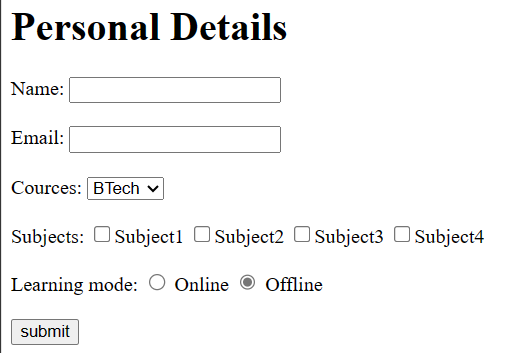 Personal Details
Name:
Email:
Cources: BTech
Subjects: Subject1 Subject2 Subject3 Subject4
Learning mode: Online Offline
submit